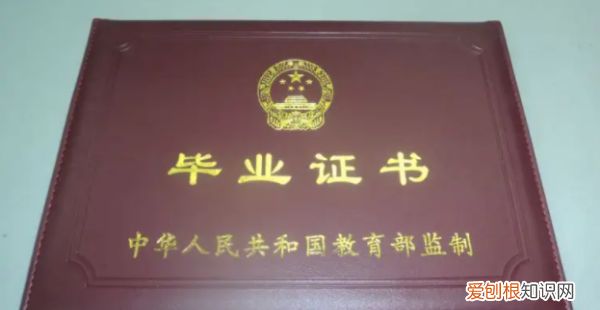 毕业证书
中华人民共和国教育部监制
爱刨根知识网